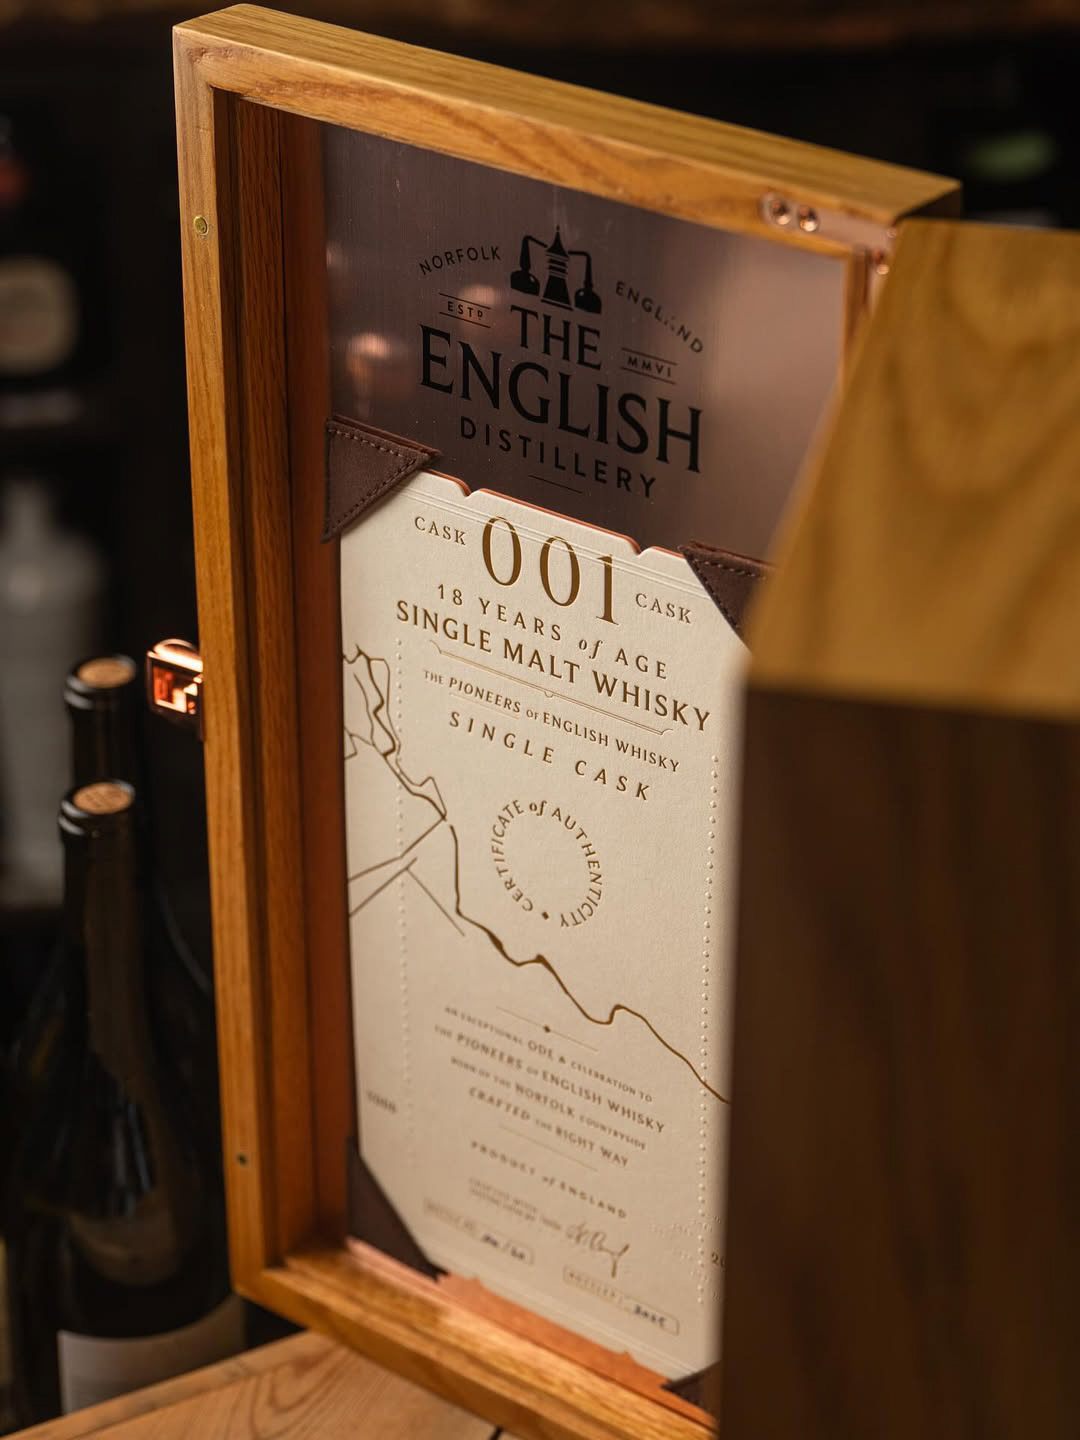 NORFOLK ENGLAND
ESTD MMVI
THE
ENGLISH
DISTILLERY
CASK 001 CASK
18 YEARS of AGE
SINGLE MALT WHISKY
THE PIONEERS OF ENGLISH WHISKY
SINGLE CASK
CERTIFICATE of AUTHENTICITY
AN EXCEPTIONAL ODE & CELEBRATION TO
THE PIONEERS OF ENGLISH WHISKY
BORN OF THE NORFOLK COUNTRYSIDE
CRAFTED THE RIGHT WAY
PRODUCT of ENGLAND